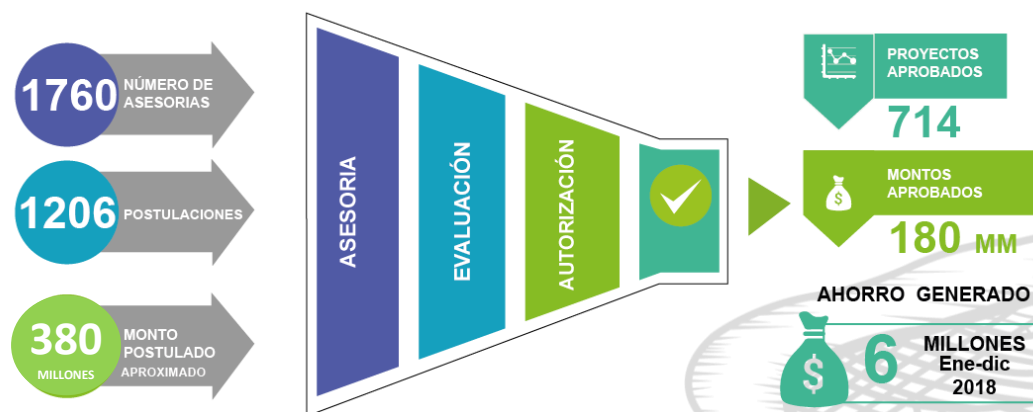 1760
NÚMERO DE
ASESORIAS
1206
POSTULACIONES
380
MILLONES
MONTO
POSTULADO
APROXIMADO
ASESORIA
EVALUACIÓN
AUTORIZACIÓN
PROYECTOS
APROBADOS
714
MONTOS
APROBADOS
$
180 MM
AHORRO GENERADO
$
6
MILLONES
Ene-dic
2018